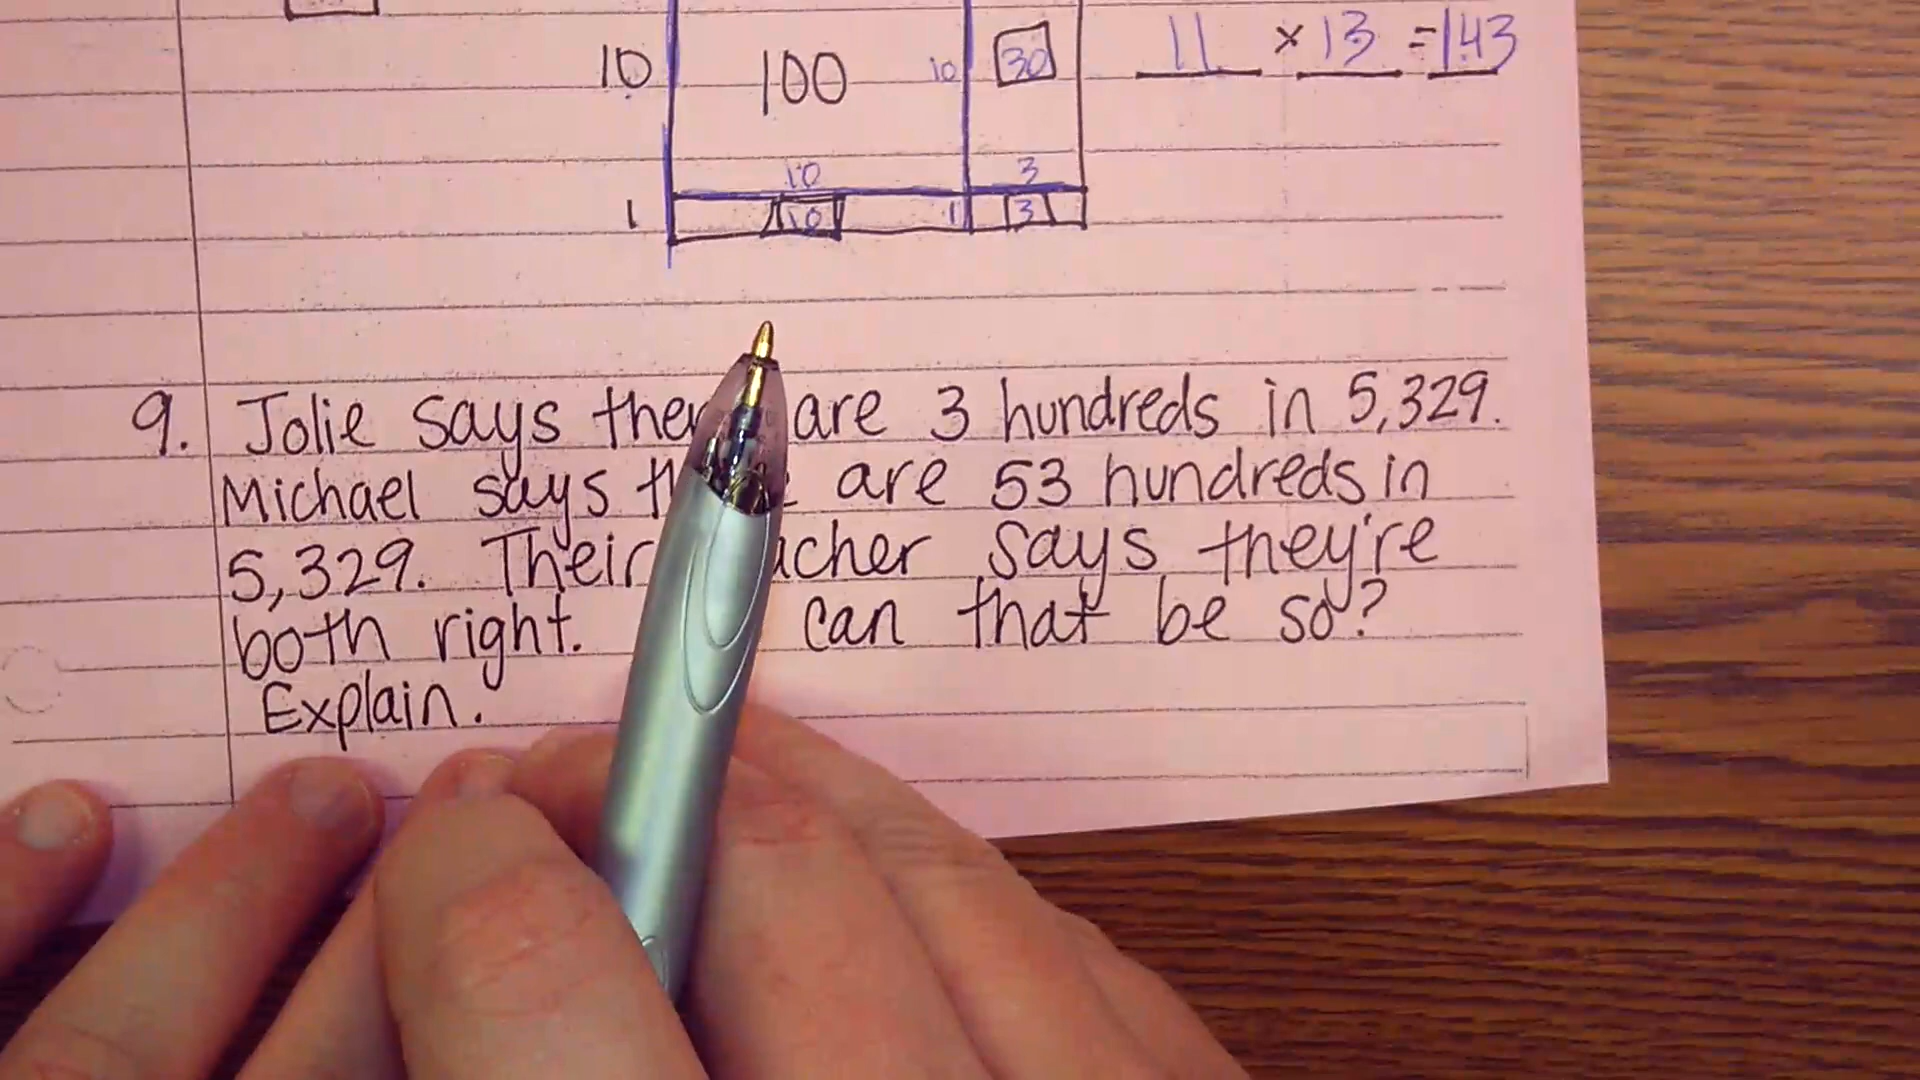 10 100 10 30 11 × 13 = 143
10 3
1 10 1 3
9. Jolie says are 3 hundreds in 5,329.
Michael says are 53 hundreds in
5,329. Their says they're
both right. can that be so?
Explain.